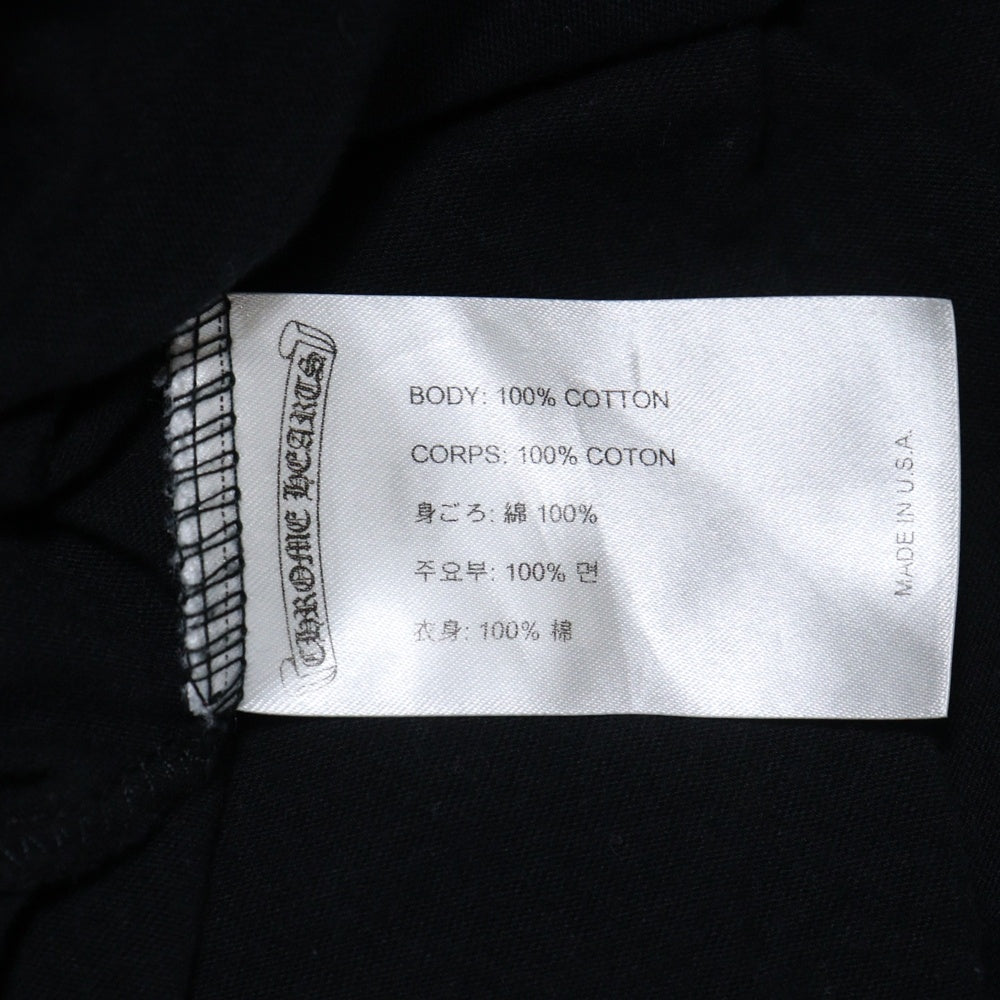 CHROME HEARTS
BODY: 100% COTTON
CORPS: 100% COTON
身ごろ: 綿 100%
주요부: 100% 면
衣身: 100% 棉
MADE IN U.S.A.